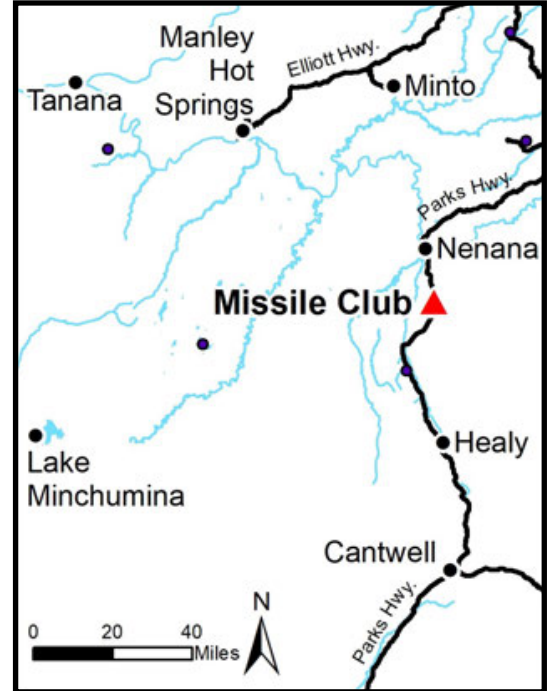 Manley
Hot
Springs
Elliott Hwy.
Tanana
Minto
Parks Hwy.
Nenana
Missile Club
Healy
Lake
Minchumina
Cantwell
Parks Hwy.
N
0 20 40
Miles